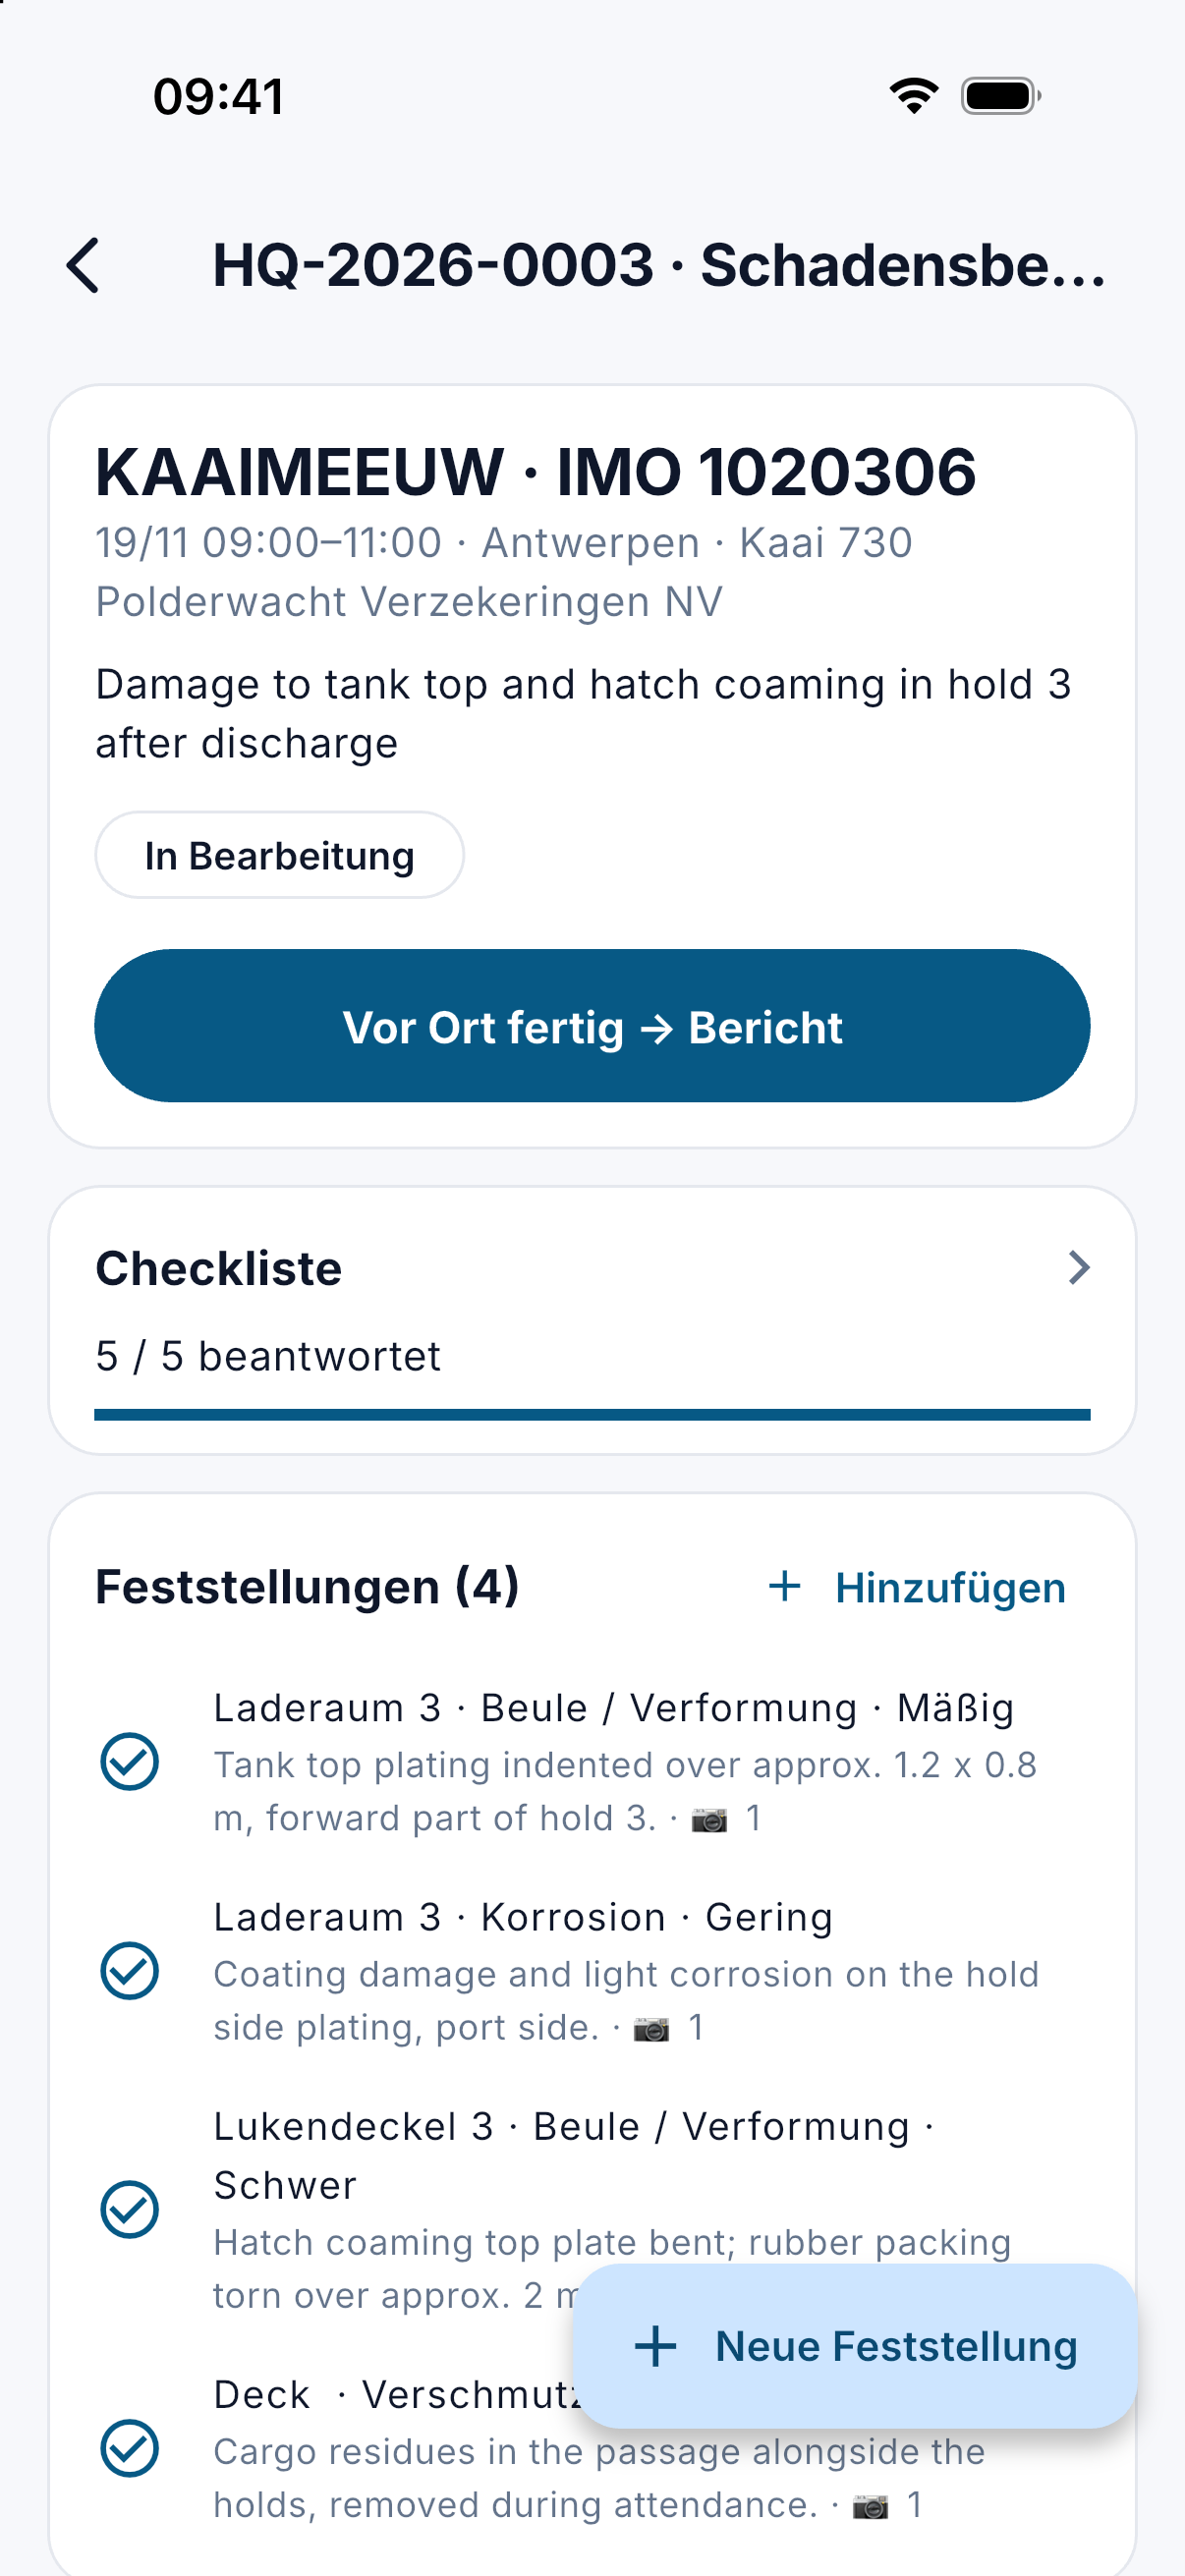 09:41
HQ-2026-0003 · Schadensbe...
KAAIMEEUW · IMO 1020306
19/11 09:00–11:00 · Antwerpen · Kaai 730
Polderwacht Verzekeringen NV
Damage to tank top and hatch coaming in hold 3
after discharge
In Bearbeitung
Vor Ort fertig → Bericht
Checkliste
5 / 5 beantwortet
Feststellungen (4)
+ Hinzufügen
Laderaum 3 · Beule / Verformung · Mäßig
Tank top plating indented over approx. 1.2 x 0.8
m, forward part of hold 3. · 📷 1
Laderaum 3 · Korrosion · Gering
Coating damage and light corrosion on the hold
side plating, port side. · 📷 1
Lukendeckel 3 · Beule / Verformung ·
Schwer
Hatch coaming top plate bent; rubber packing
torn over approx. 2
+ Neue Feststellung
Deck ·
Cargo residues in the passage alongside the
holds, removed during attendance. · 📷 1